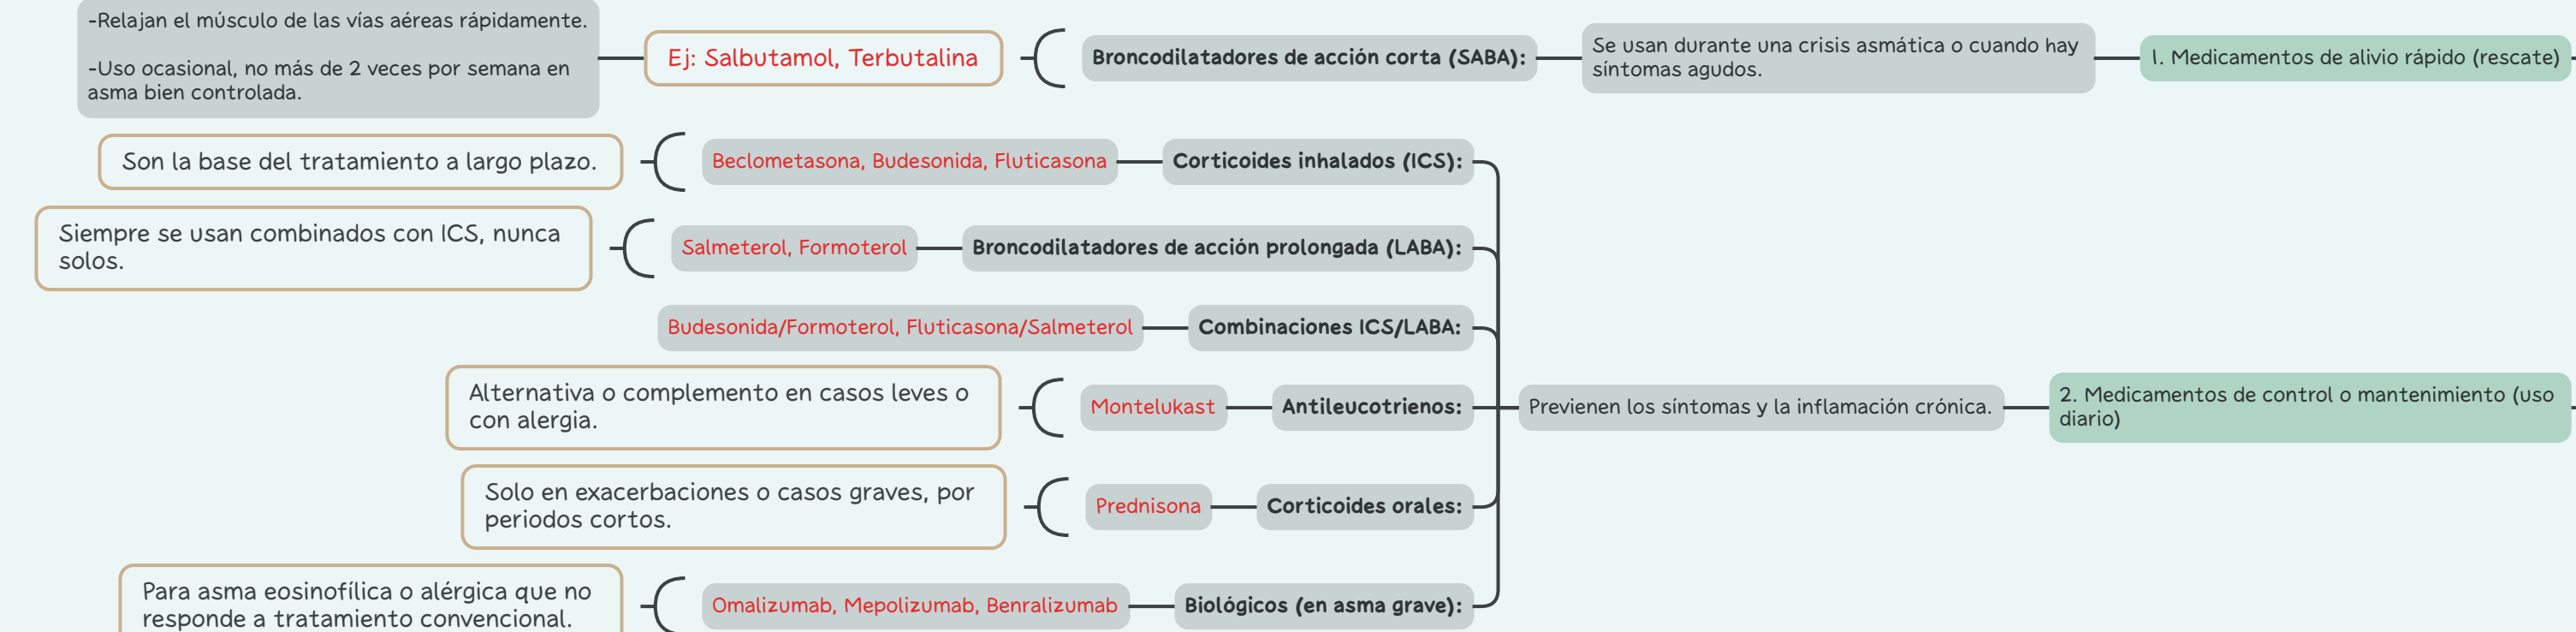 -Relajan el músculo de las vías aéreas rápidamente.
-Uso ocasional, no más de 2 veces por semana en
asma bien controlada.
Ej: Salbutamol, Terbutalina
Broncodilatadores de acción corta (SABA):
Se usan durante una crisis asmática o cuando hay
síntomas agudos.
1. Medicamentos de alivio rápido (rescate)
Son la base del tratamiento a largo plazo.
Beclometasona, Budesonida, Fluticasona
Corticoides inhalados (ICS):
Siempre se usan combinados con ICS, nunca
solos.
Salmeterol, Formoterol
Broncodilatadores de acción prolongada (LABA):
Budesonida/Formoterol, Fluticasona/Salmeterol
Combinaciones ICS/LABA:
Alternativa o complemento en casos leves o
con alergia.
Montelukast
Antileucotrienos:
Previenen los síntomas y la inflamación crónica.
2. Medicamentos de control o mantenimiento (uso
diario)
Solo en exacerbaciones o casos graves, por
periodos cortos.
Prednisona
Corticoides orales:
Para asma eosinofílica o alérgica que no
responde a tratamiento convencional.
Omalizumab, Mepolizumab, Benralizumab
Biológicos (en asma grave):